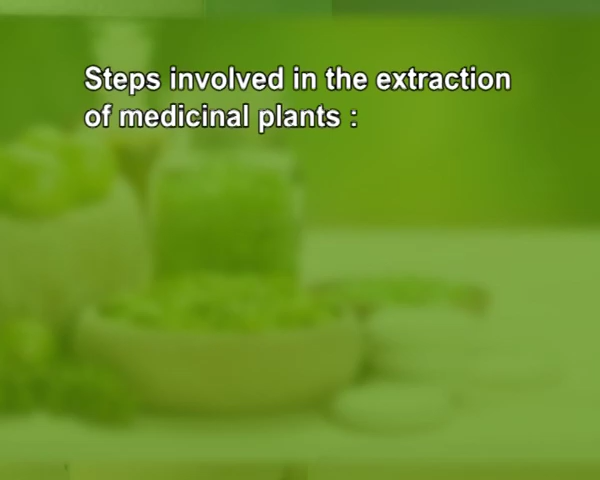 Steps involved in the extraction
of medicinal plants :